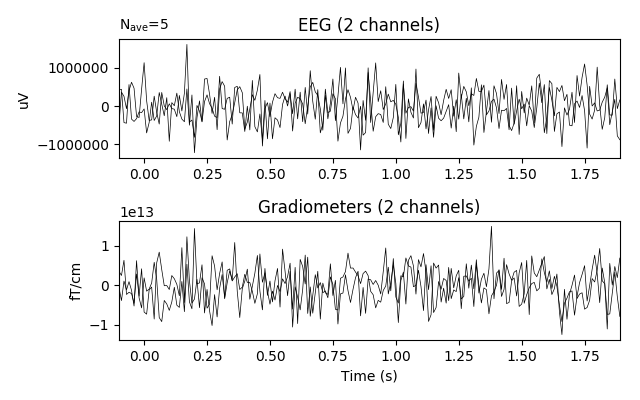 N_ave=5
EEG (2 channels)
1000000
0
−1000000
uV
0.00 0.25 0.50 0.75 1.00 1.25 1.50 1.75
1e13
Gradiometers (2 channels)
1
0
−1
fT/cm
0.00 0.25 0.50 0.75 1.00 1.25 1.50 1.75
Time (s)